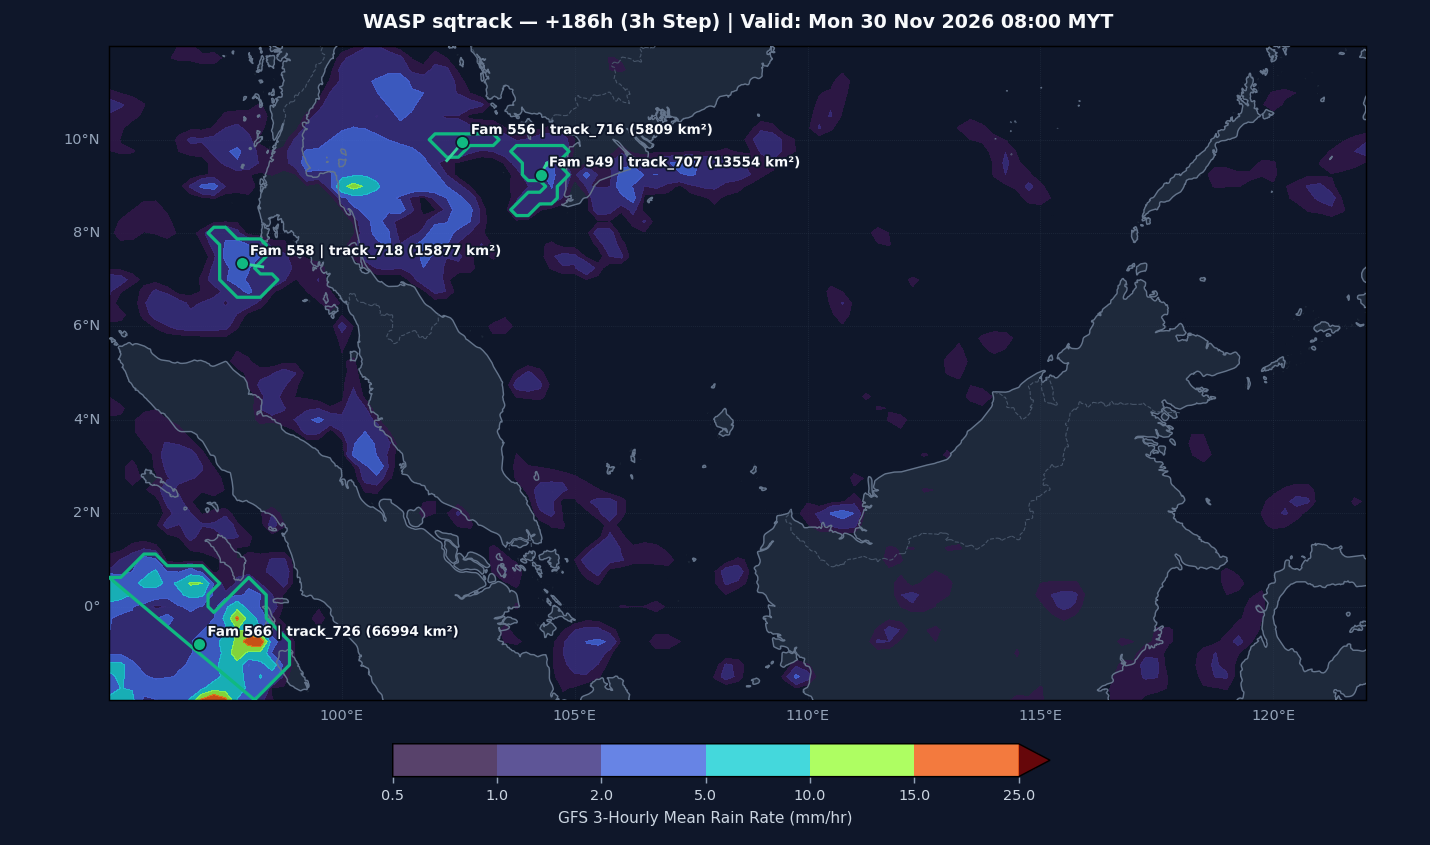 WASP sqtrack — +186h (3h Step) | Valid: Mon 30 Nov 2026 08:00 MYT
10°N
8°N
6°N
4°N
2°N
0°
Fam 556 | track_716 (5809 km²)
Fam 549 | track_707 (13554 km²)
Fam 558 | track_718 (15877 km²)
Fam 566 | track_726 (66994 km²)
100°E
105°E
110°E
115°E
120°E
0.5
1.0
2.0
5.0
10.0
15.0
25.0
GFS 3-Hourly Mean Rain Rate (mm/hr)